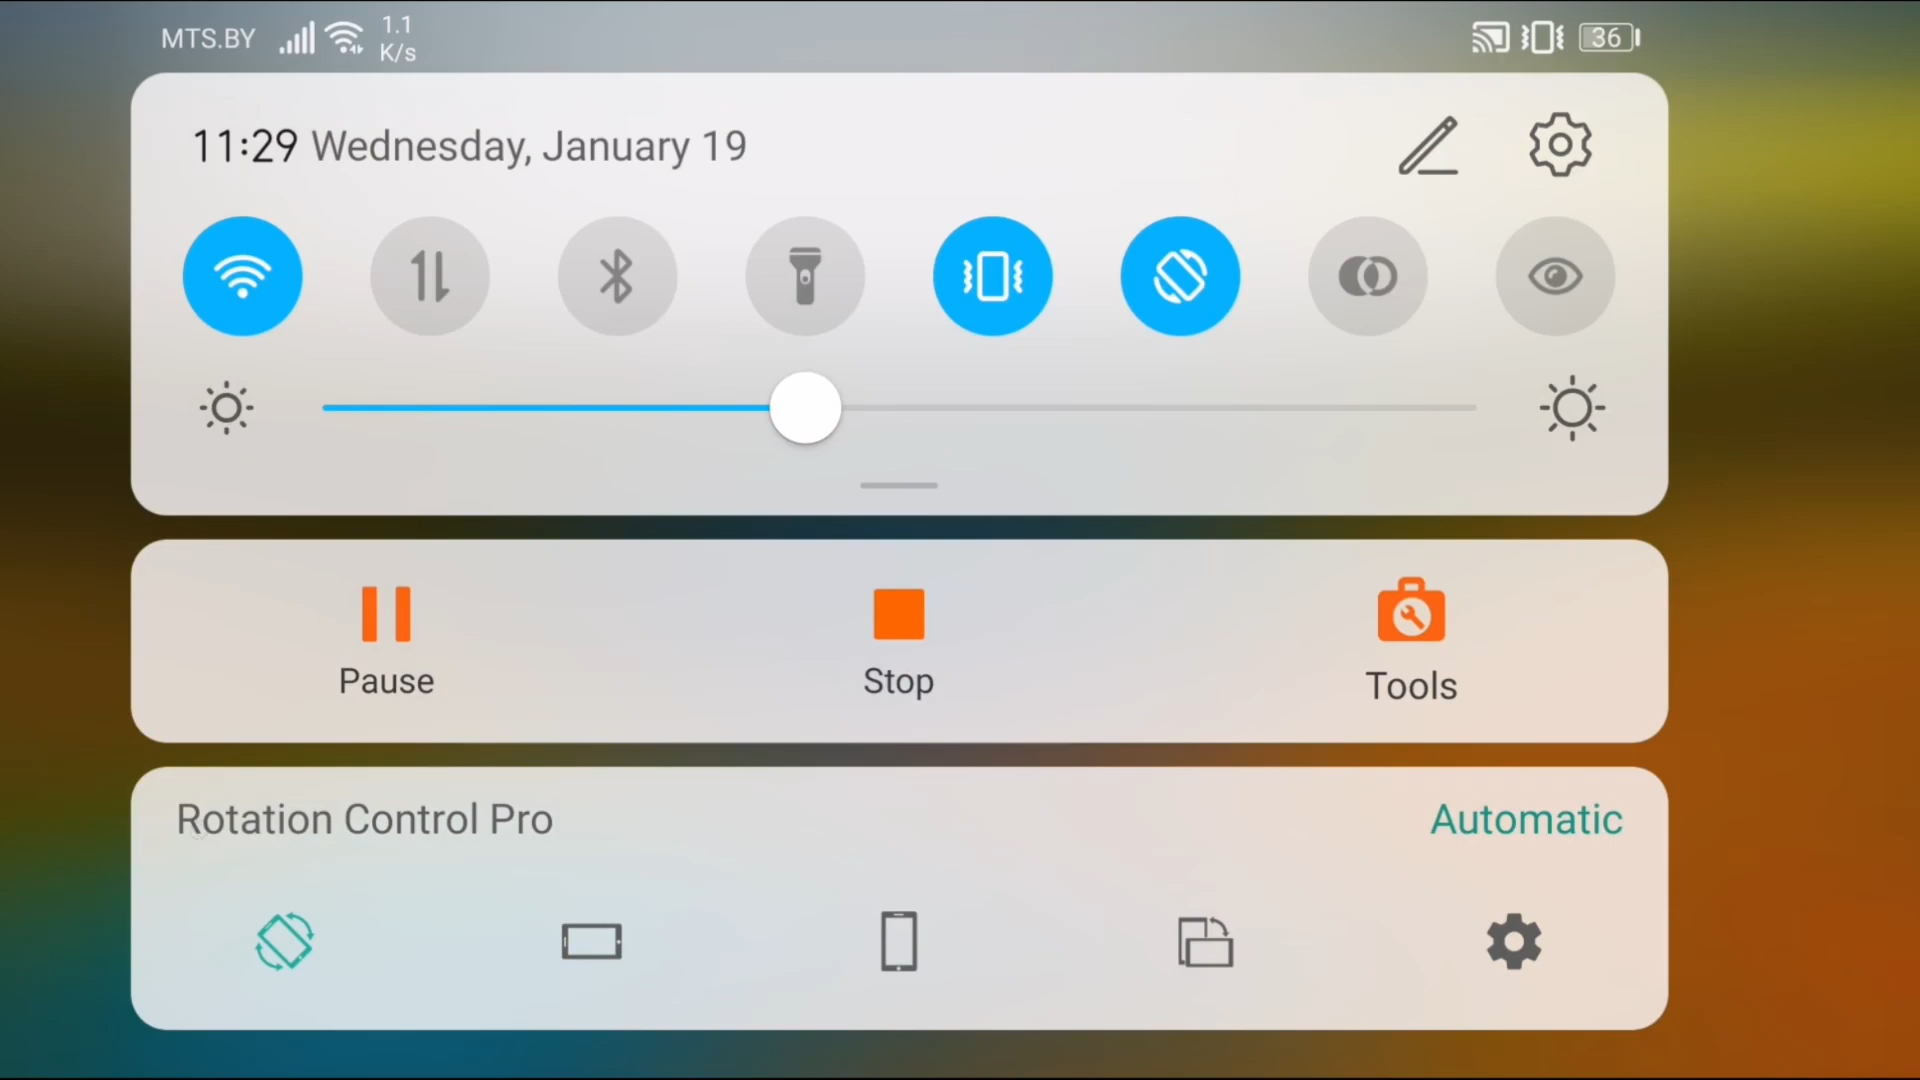 MTS.BY
1.1
K/s
36
11:29 Wednesday, January 19
Pause
Stop
Tools
Rotation Control Pro
Automatic